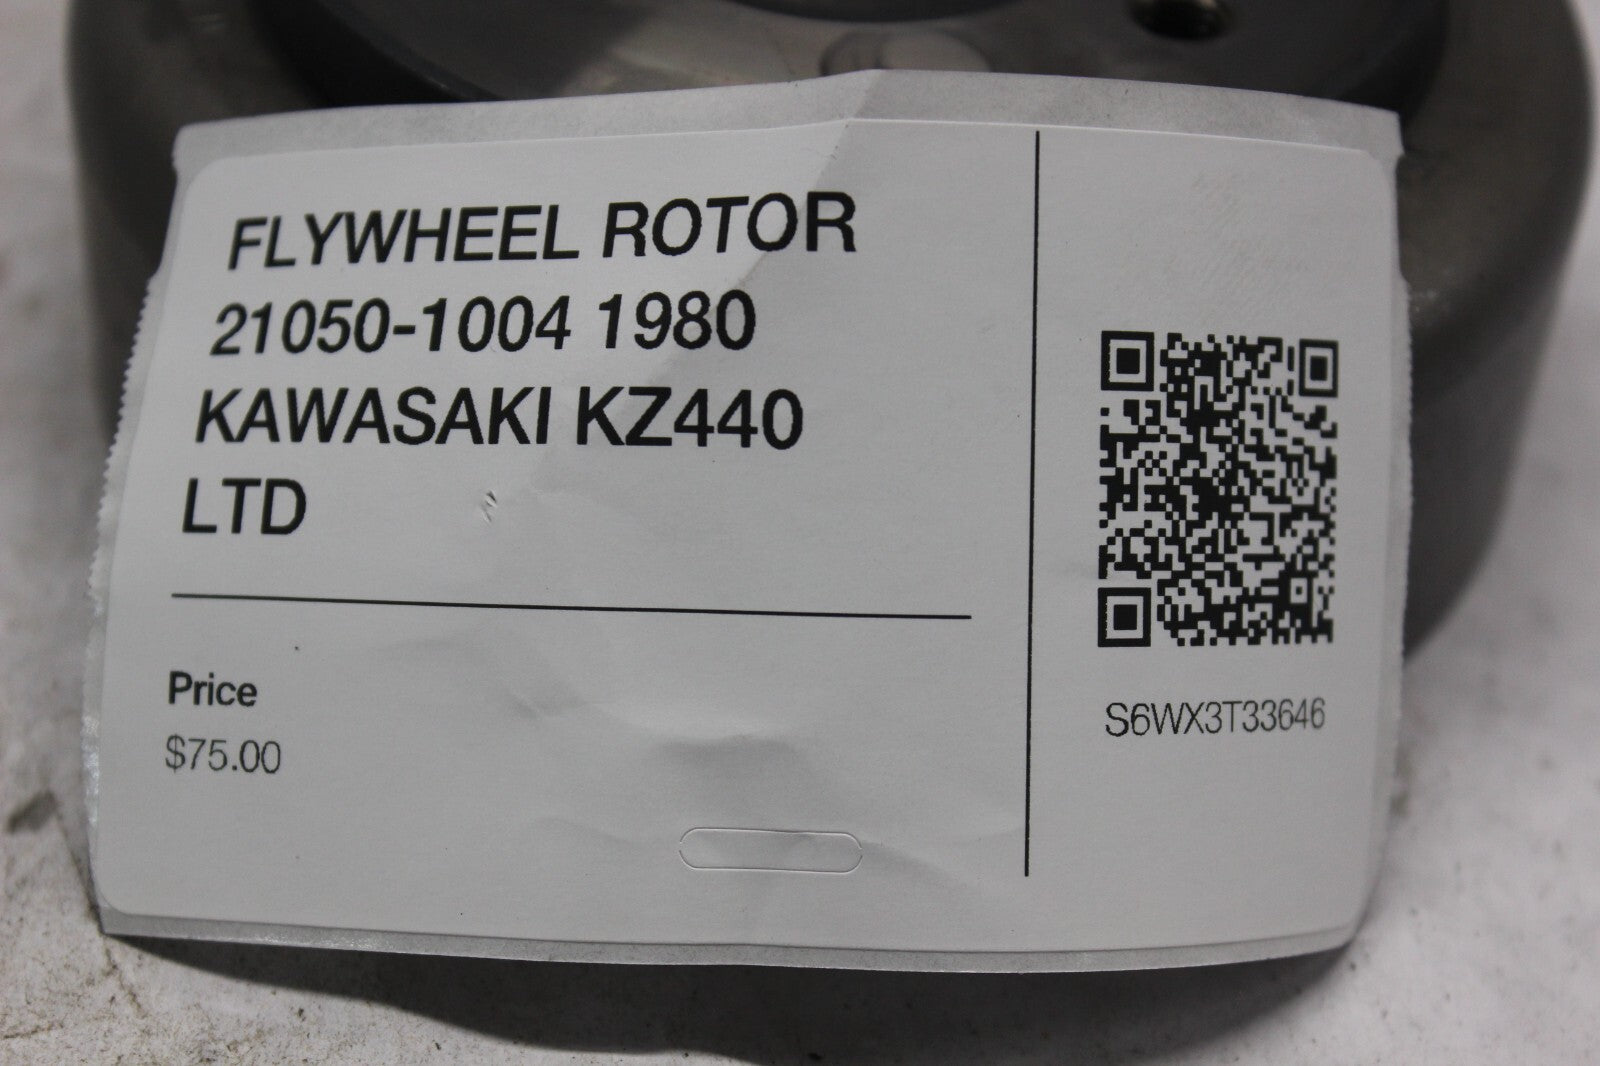 FLYWHEEL ROTOR
21050-1004 1980
KAWASAKI KZ440
LTD
Price
$75.00
S6WX3T33646